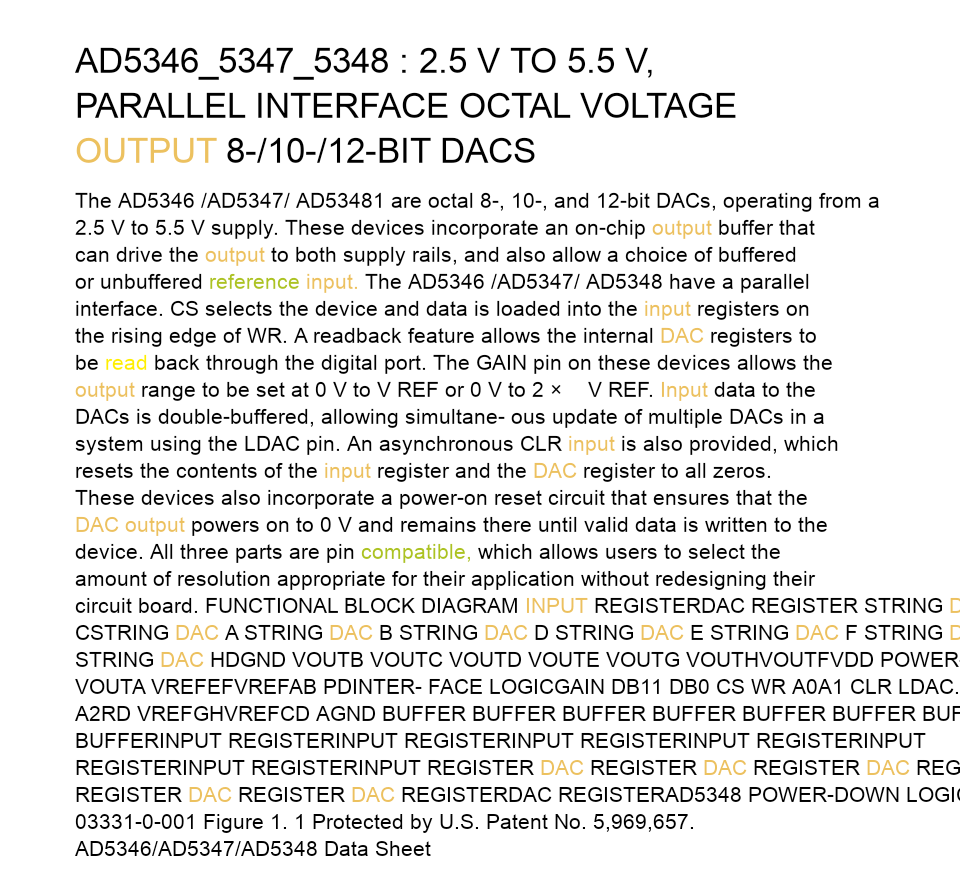 AD5346_5347_5348 : 2.5 V TO 5.5 V,
PARALLEL INTERFACE OCTAL VOLTAGE
OUTPUT 8-/10-/12-BIT DACS
The AD5346 /AD5347/ AD53481 are octal 8-, 10-, and 12-bit DACs, operating from a
2.5 V to 5.5 V supply. These devices incorporate an on-chip output buffer that
can drive the output to both supply rails, and also allow a choice of buffered
or unbuffered reference input. The AD5346 /AD5347/ AD5348 have a parallel
interface. CS selects the device and data is loaded into the input registers on
the rising edge of WR. A readback feature allows the internal DAC registers to
be read back through the digital port. The GAIN pin on these devices allows the
output range to be set at 0 V to V REF or 0 V to 2 × V REF. Input data to the
DACs is double-buffered, allowing simultane- ous update of multiple DACs in a
system using the LDAC pin. An asynchronous CLR input is also provided, which
resets the contents of the input register and the DAC register to all zeros.
These devices also incorporate a power-on reset circuit that ensures that the
DAC output powers on to 0 V and remains there until valid data is written to the
device. All three parts are pin compatible, which allows users to select the
amount of resolution appropriate for their application without redesigning their
circuit board. FUNCTIONAL BLOCK DIAGRAM INPUT REGISTERDAC REGISTER STRING
CSTRING DAC A STRING DAC B STRING DAC D STRING DAC E STRING DAC F STRING
STRING DAC HDGND VOUTB VOUTC VOUTD VOUTE VOUTG VOUTHVOUTFVDD POWER-
VOUTA VREFEFVREFAB PDINTER- FACE LOGICGAIN DB11 DB0 CS WR A0A1 CLR LDAC.
A2RD VREFGHVREFCD AGND BUFFER BUFFER BUFFER BUFFER BUFFER BUFFER BUF
BUFFERINPUT REGISTERINPUT REGISTERINPUT REGISTERINPUT REGISTERINPUT
REGISTERINPUT REGISTERINPUT REGISTER DAC REGISTER DAC REGISTER DAC REG
REGISTER DAC REGISTER DAC REGISTERDAC REGISTERAD5348 POWER-DOWN LOGIC
03331-0-001 Figure 1. 1 Protected by U.S. Patent No. 5,969,657.
AD5346/AD5347/AD5348 Data Sheet